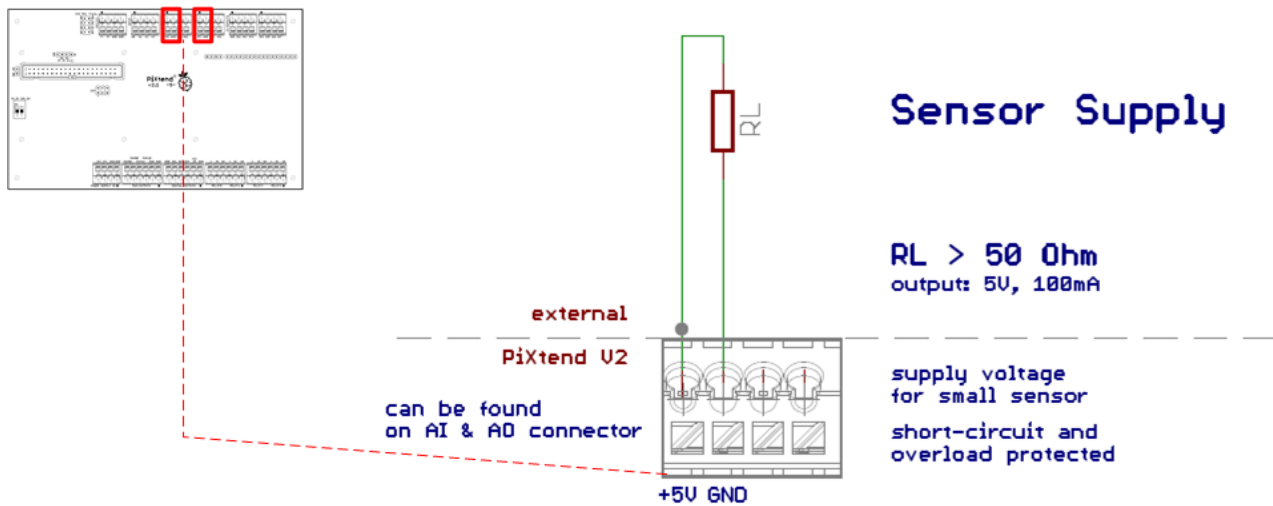 PiXtend
Sensor Supply
RL
RL > 50 Ohm
output: 5V, 100mA
external
PiXtend V2
can be found
on AI & AO connector
supply voltage
for small sensor
short-circuit and
overload protected
+5V GND